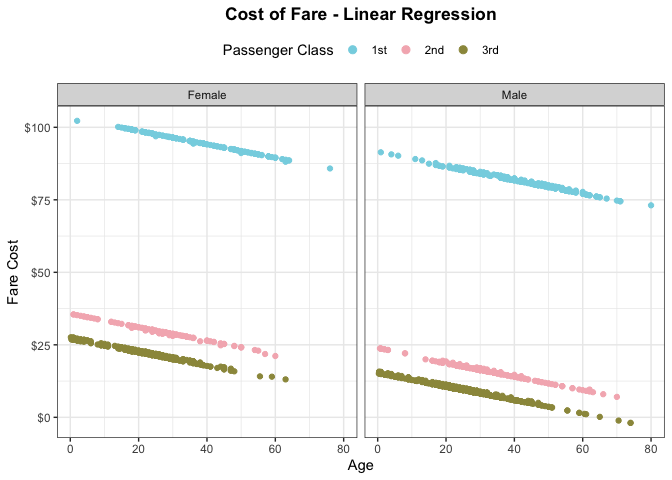 Cost of Fare - Linear Regression
Passenger Class 1st 2nd 3rd
Female Male
$100
$75
$50
$25
$0
Fare Cost
0 20 40 60 80 0 20 40 60 80
Age